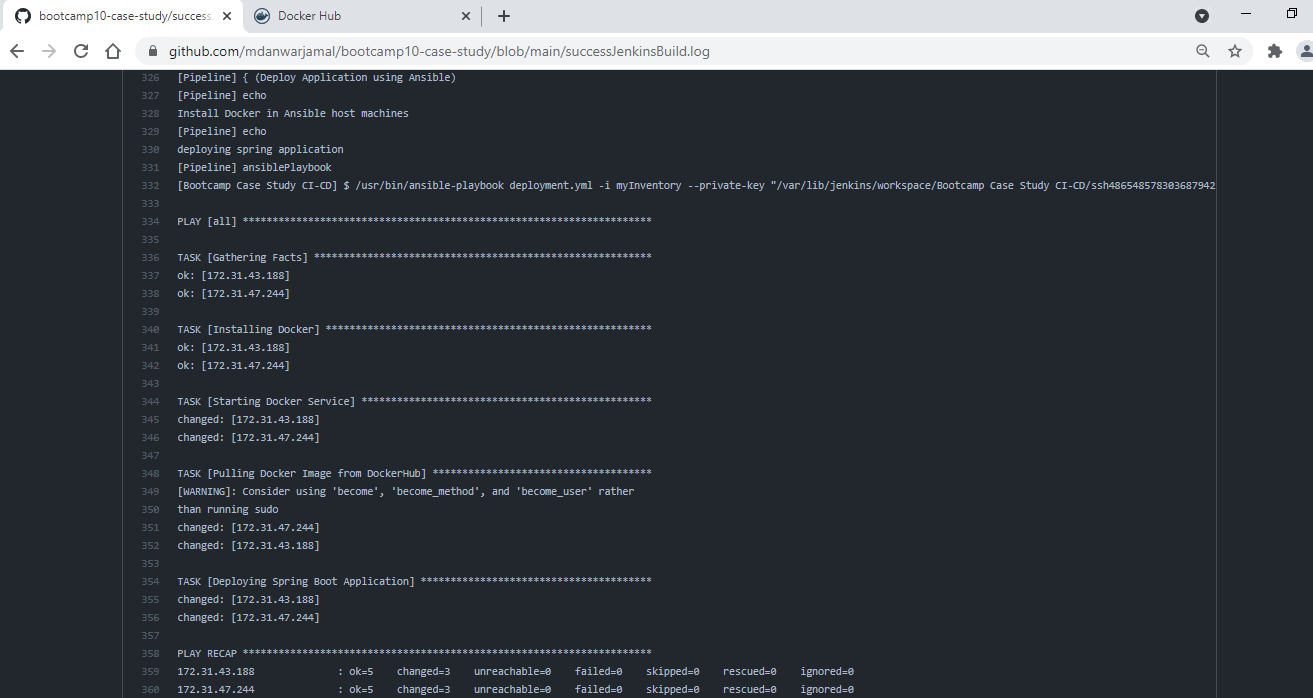 bootcamp10-case-study/success
Docker Hub
github.com/mdanwarjamal/bootcamp10-case-study/blob/main/successJenkinsBuild.log
326 [Pipeline] { (Deploy Application using Ansible)
327 [Pipeline] echo
328 Install Docker in Ansible host machines
329 [Pipeline] echo
330 deploying spring application
331 [Pipeline] ansiblePlaybook
332 [Bootcamp Case Study CI-CD] $ /usr/bin/ansible-playbook deployment.yml -i myInventory --private-key "/var/lib/jenkins/workspace/Bootcamp Case Study CI-CD/ssh486548578303687942
333
334 PLAY [all] *********************************************************************
335
336 TASK [Gathering Facts] *********************************************************
337 ok: [172.31.43.188]
338 ok: [172.31.47.244]
339
340 TASK [Installing Docker] *******************************************************
341 ok: [172.31.43.188]
342 ok: [172.31.47.244]
343
344 TASK [Starting Docker Service] *************************************************
345 changed: [172.31.43.188]
346 changed: [172.31.47.244]
347
348 TASK [Pulling Docker Image from DockerHub] *************************************
349 [WARNING]: Consider using 'become', 'become_method', and 'become_user' rather
350 than running sudo
351 changed: [172.31.47.244]
352 changed: [172.31.43.188]
353
354 TASK [Deploying Spring Boot Application] ***************************************
355 changed: [172.31.43.188]
356 changed: [172.31.47.244]
357
358 PLAY RECAP *********************************************************************
359 172.31.43.188 : ok=5 changed=3 unreachable=0 failed=0 skipped=0 rescued=0 ignored=0
360 172.31.47.244 : ok=5 changed=3 unreachable=0 failed=0 skipped=0 rescued=0 ignored=0